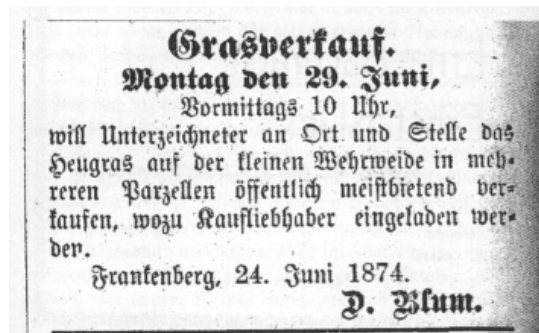 Grasverkauf.
Montag den 29. Juni,
Vormittags 10 Uhr,
will Unterzeichneter an Ort und Stelle das
Heugras auf der kleinen Wehrweide in meh-
reren Parzellen öffentlich meistbietend ver-
kaufen, wozu Kaufliebhaber eingeladen wer-
den.
Frankenberg, 24. Juni 1874.
D. Blum.